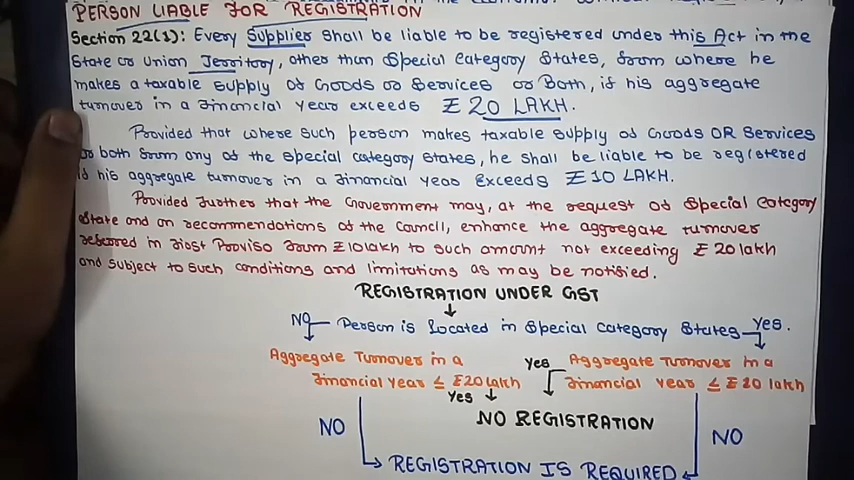 PERSON LIABLE FOR REGISTRATION
Section 22(1): Every Supplier shall be liable to be registered under this Act in the
State or Union Territory, other than Special Category States, from where he
makes a taxable supply of Goods or Services or Both, if his aggregate
turnover in a Financial Year exceeds ₹20 LAKH.
Provided that where such person makes taxable supply of Goods OR Services
or both from any of the special category states, he shall be liable to be registered
if his aggregate turnover in a Financial Year Exceeds ₹10 LAKH.
Provided Further that the Government may, at the request of Special Category
State and on recommendations of the Council, enhance the aggregate turnover
referred in First Proviso from ₹10lakh to such amount not exceeding ₹20lakh
and subject to such conditions and limitations as may be notified.
REGISTRATION UNDER GST
NO Person is Located in Special Category States Yes.
Aggregate Turnover in a Yes Aggregate Turnover in a
Financial Year ≤ ₹20lakh Financial Year ≤ ₹20 lakh
Yes
NO REGISTRATION
NO NO
REGISTRATION IS REQUIRED